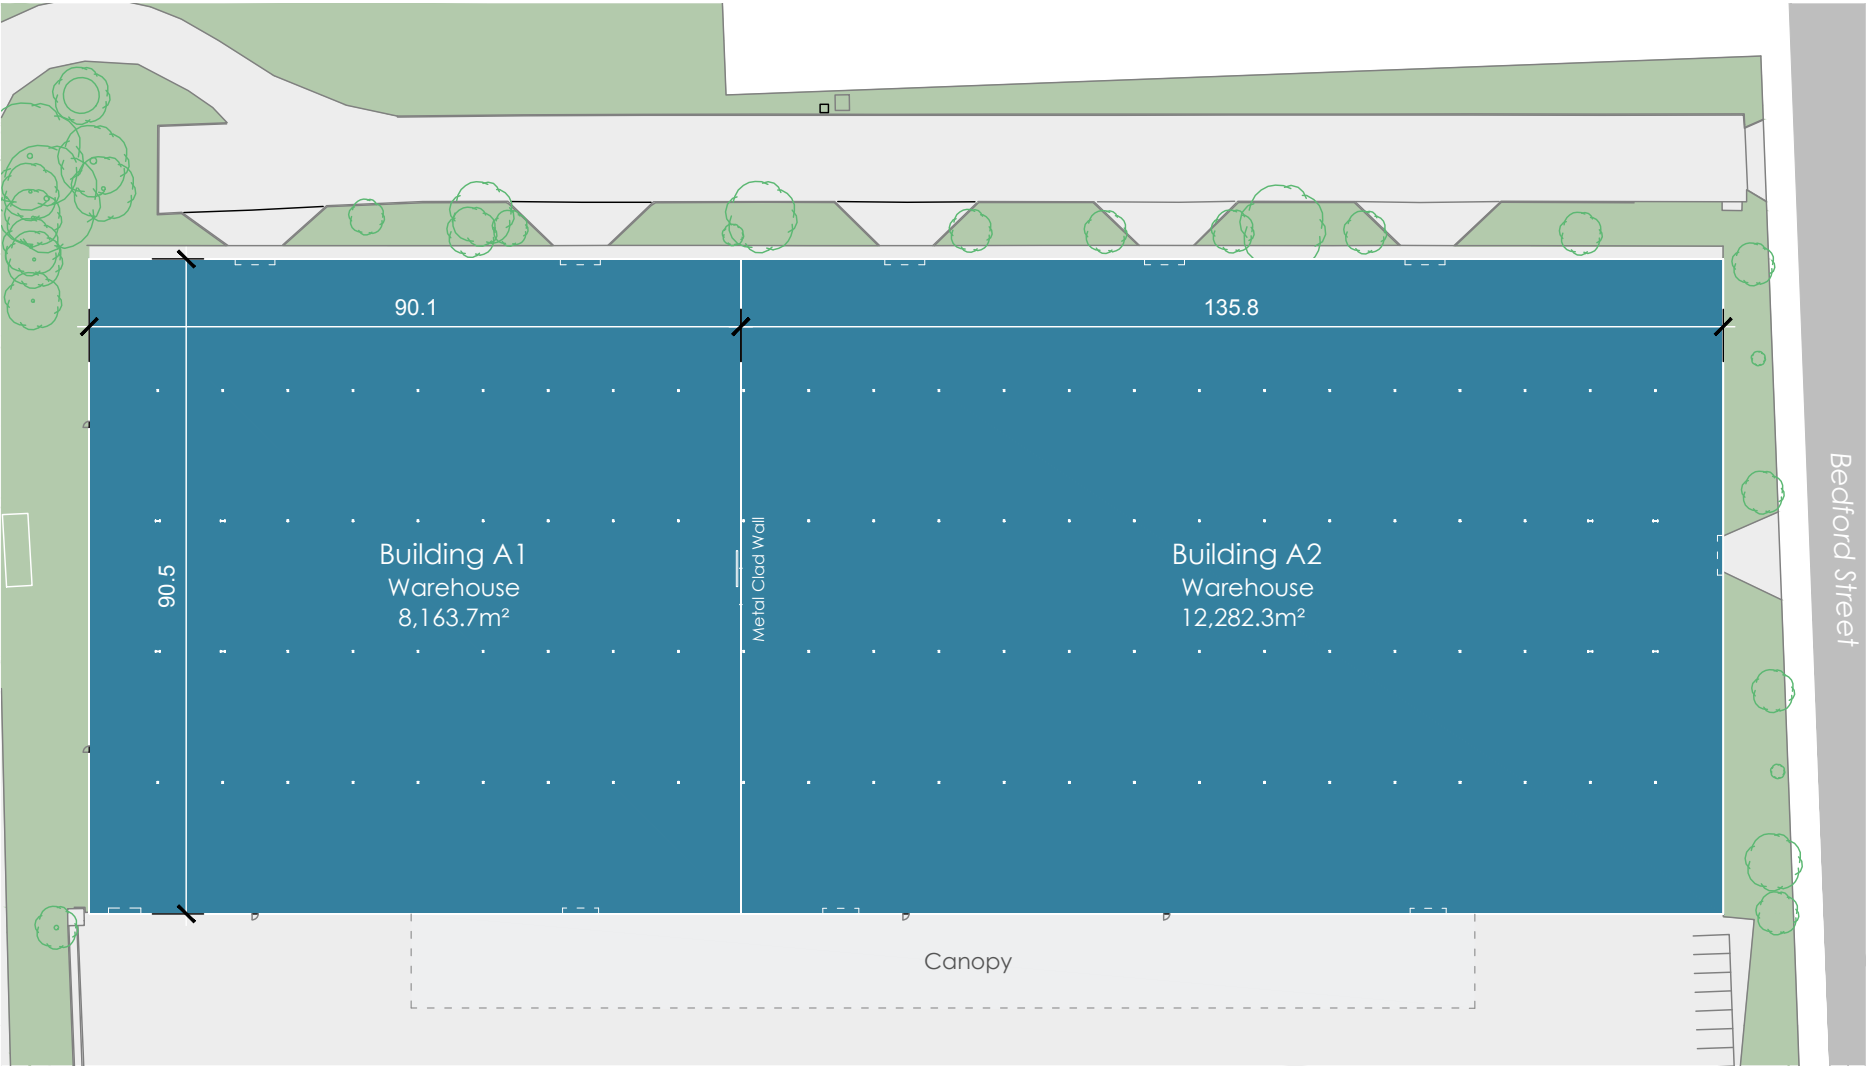 90.1
135.8
90.5
Building A1
Warehouse
8,163.7m²
Metal Clad Wall
Building A2
Warehouse
12,282.3m²
Bedford Street
Canopy